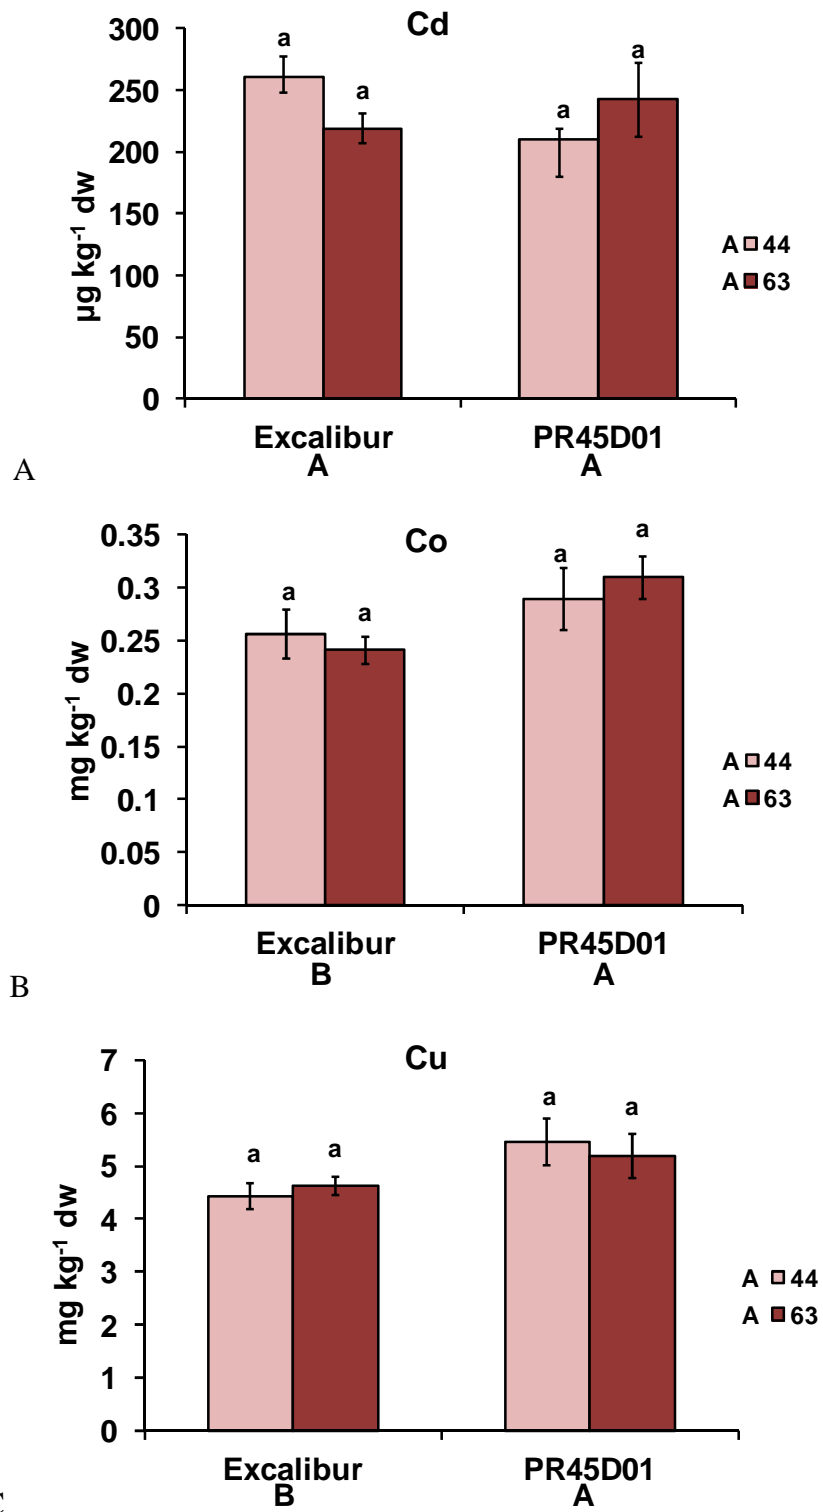 Cd
300
250
200
150
100
50
0
µg kg-1 dw
a
a
a
a
A 44
A 63
Excalibur
PR45D01
A
A
A
Co
0.35
0.3
0.25
0.2
0.15
0.1
0.05
0
mg kg-1 dw
a
a
a
a
A 44
A 63
Excalibur
PR45D01
B
A
B
Cu
7
6
5
4
3
2
1
0
mg kg-1 dw
a
a
a
a
A 44
A 63
Excalibur
PR45D01
B
A